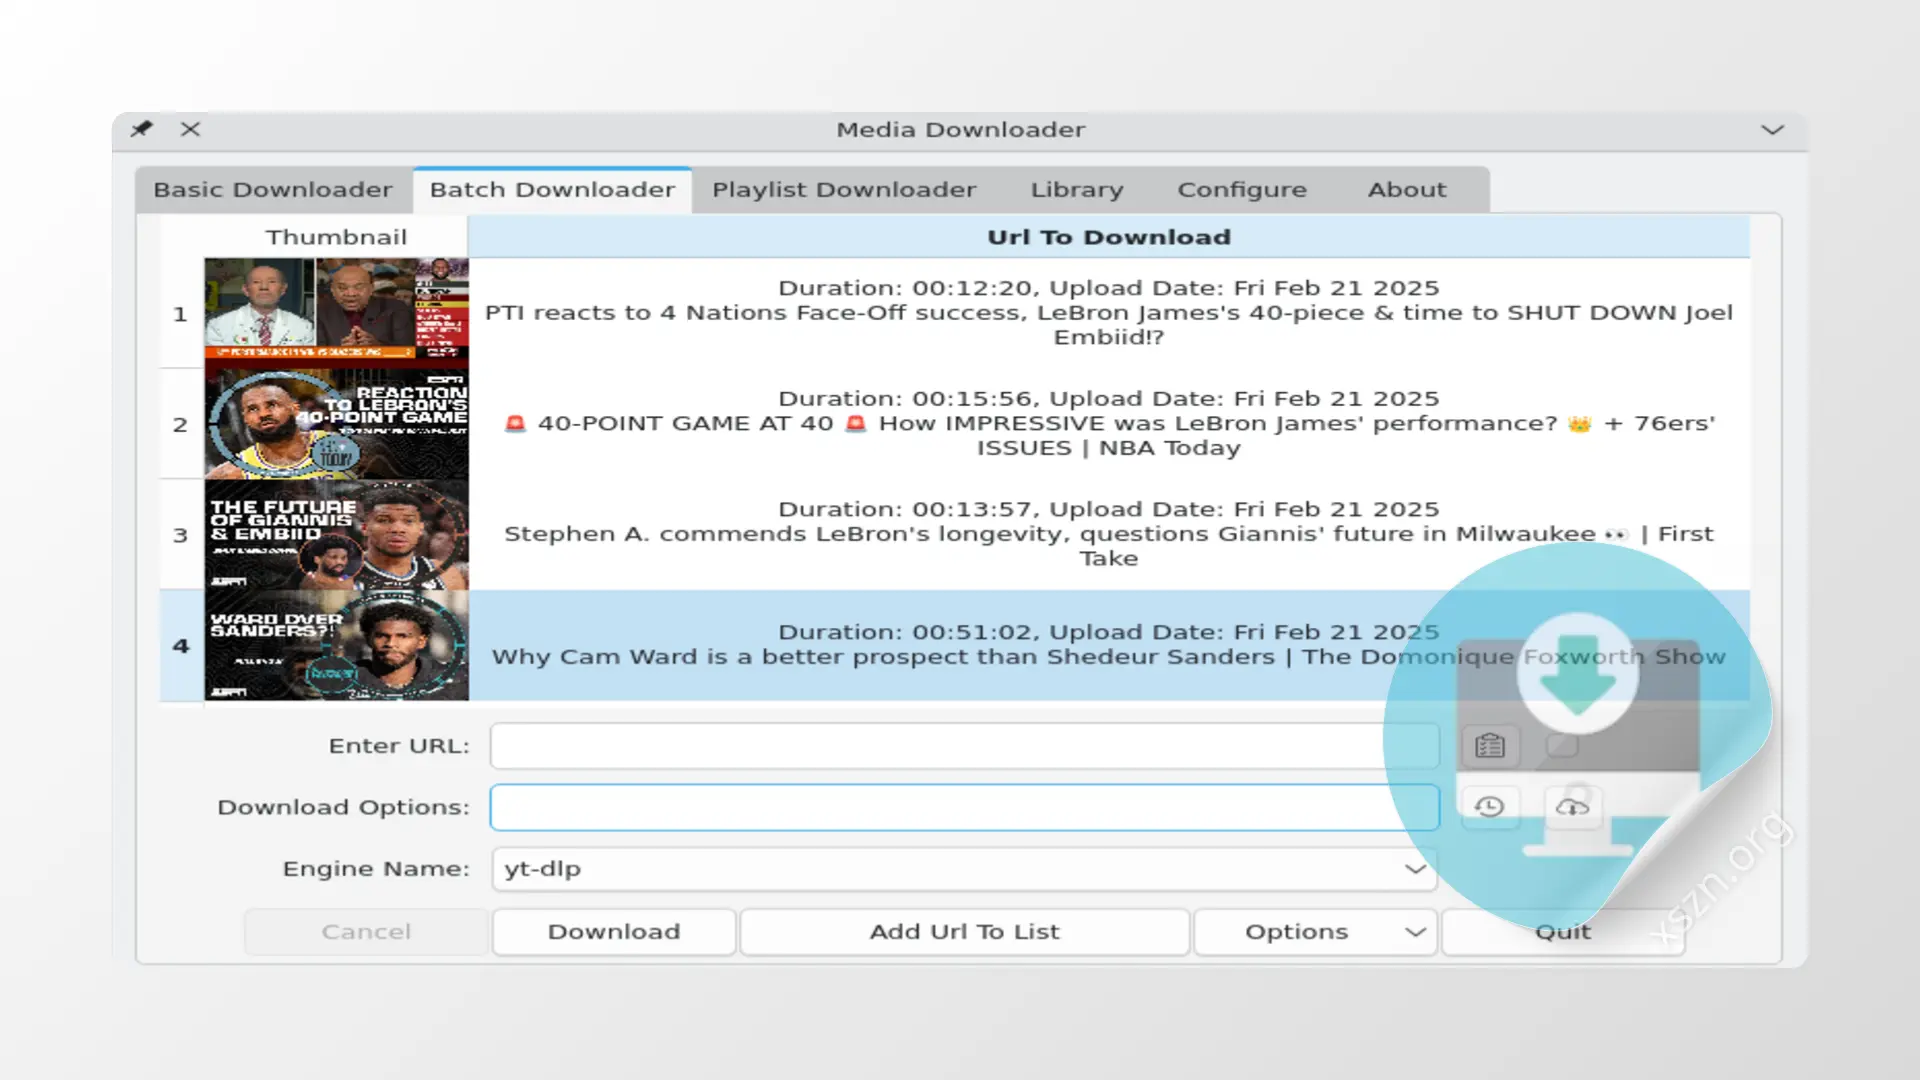 Media Downloader
Basic Downloader
Batch Downloader
Playlist Downloader
Library
Configure
About
Thumbnail
Url To Download
1
Duration: 00:12:20, Upload Date: Fri Feb 21 2025
PTI reacts to 4 Nations Face-Off success, LeBron James's 40-piece & time to SHUT DOWN Joel
Embiid!?
2
REACTION
TO LEBRON'S
40-POINT GAME
TODAY
Duration: 00:15:56, Upload Date: Fri Feb 21 2025
🚨 40-POINT GAME AT 40 🚨 How IMPRESSIVE was LeBron James' performance? 👑 + 76ers'
ISSUES | NBA Today
3
THE FUTURE
OF GIANNIS
& EMBIID
Duration: 00:13:57, Upload Date: Fri Feb 21 2025
Stephen A. commends LeBron's longevity, questions Giannis' future in Milwaukee 👀 | First
Take
4
WARD OVER
SANDERS?!
Duration: 00:51:02, Upload Date: Fri Feb 21 2025
Why Cam Ward is a better prospect than Shedeur Sanders | The Domonique Foxworth Show
Enter URL:
Download Options:
Engine Name:
yt-dlp
Cancel
Download
Add Url To List
Options
Quit
xszn.org